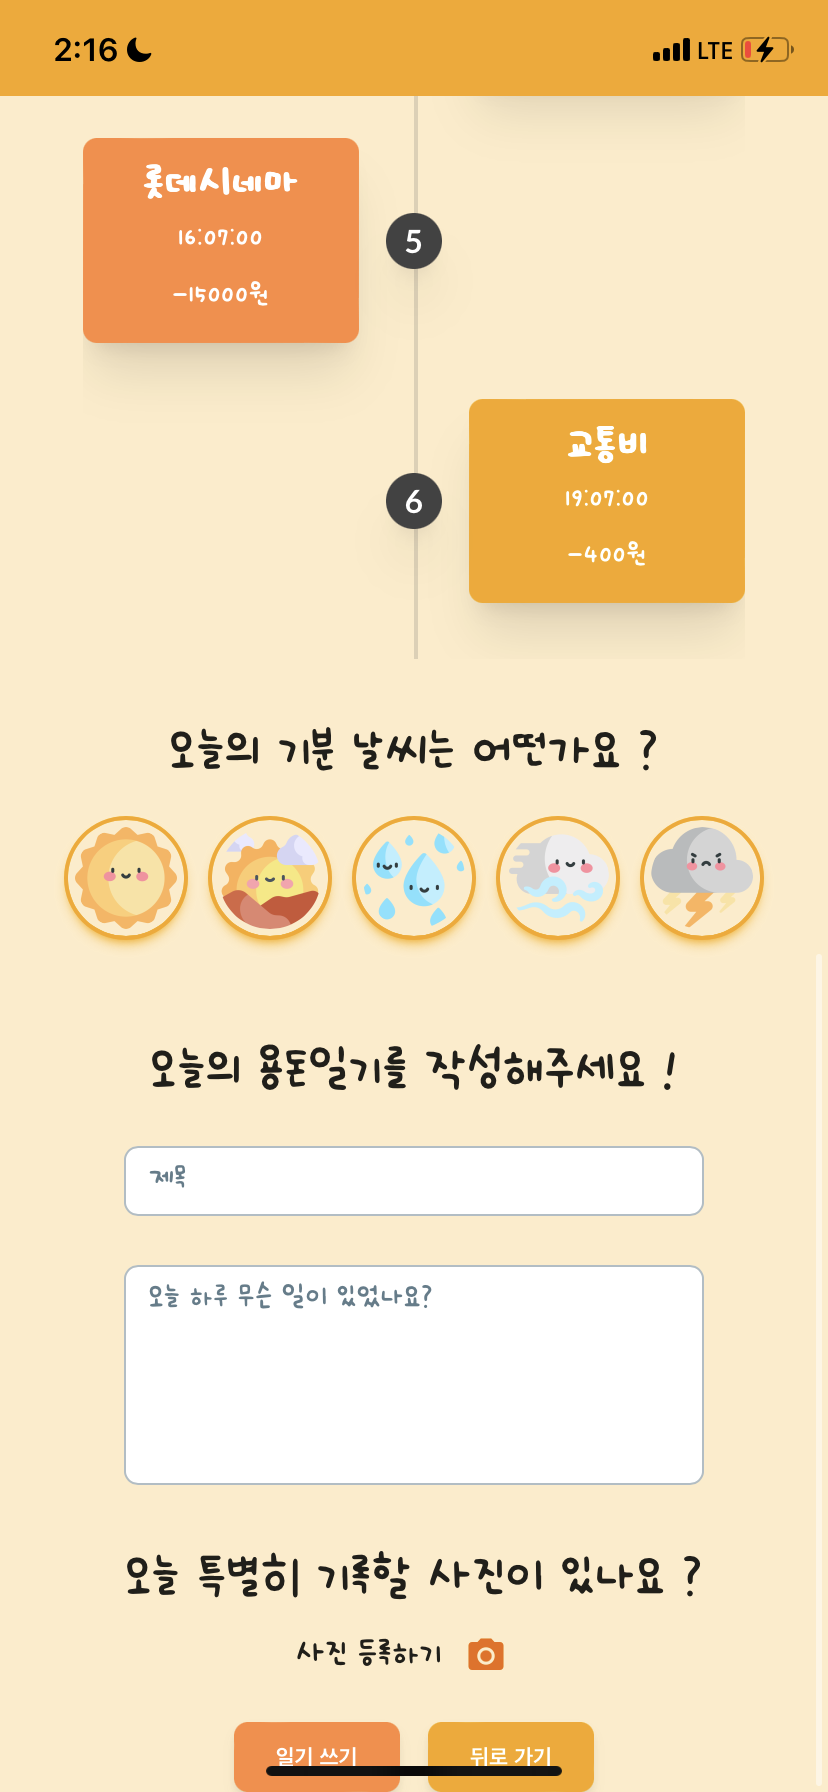 2:16
LTE
롯데시네마
16:07:00
-15000원
5
교통비
19:07:00
-400원
6
오늘의 기분 날씨는 어떤가요 ?
오늘의 용돈일기를 작성해주세요 !
제목
오늘 하루 무슨 일이 있었나요?
오늘 특별히 기록할 사진이 있나요 ?
사진 등록하기
일기 쓰기
뒤로 가기